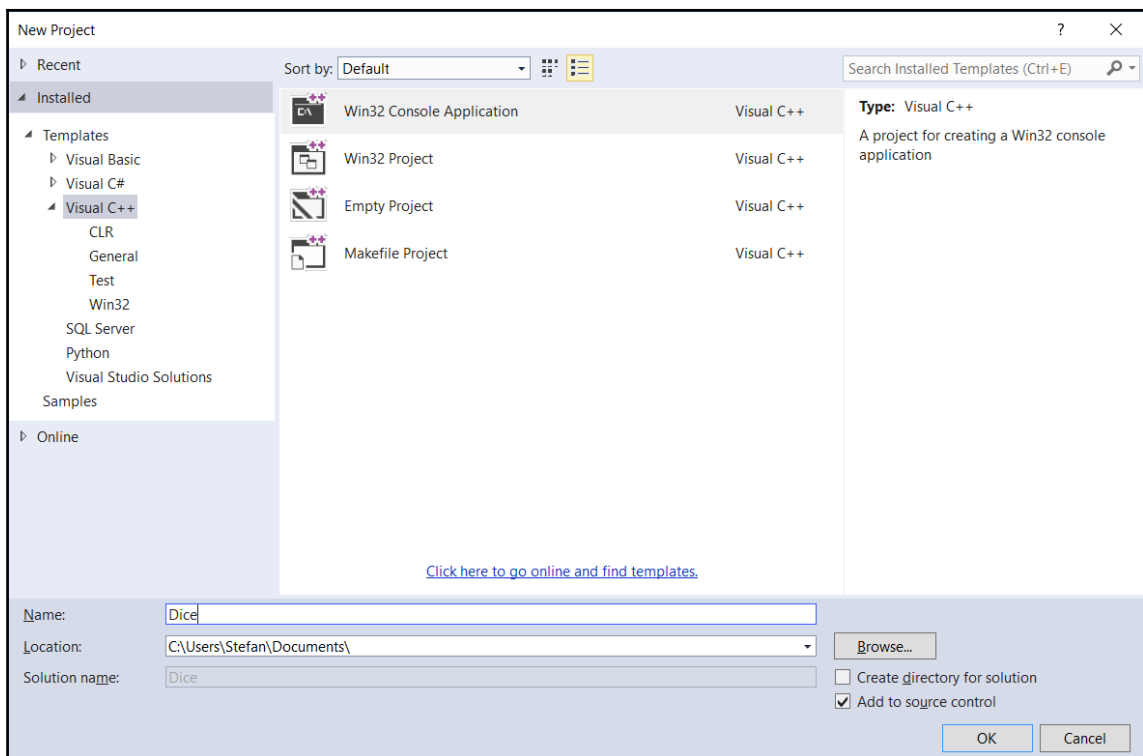 New Project
?
Recent
Installed
Templates
Visual Basic
Visual C#
Visual C++
CLR
General
Test
Win32
SQL Server
Python
Visual Studio Solutions
Samples
Online
Sort by: Default
Search Installed Templates (Ctrl+E)
C:\
++
Win32 Console Application Visual C++
++
Win32 Project Visual C++
++
Empty Project Visual C++
++
Makefile Project Visual C++
Type: Visual C++
A project for creating a Win32 console
application
Click here to go online and find templates.
Name: Dice
Location: C:\Users\Stefan\Documents\
Browse...
Solution name: Dice
Create directory for solution
Add to source control
OK Cancel